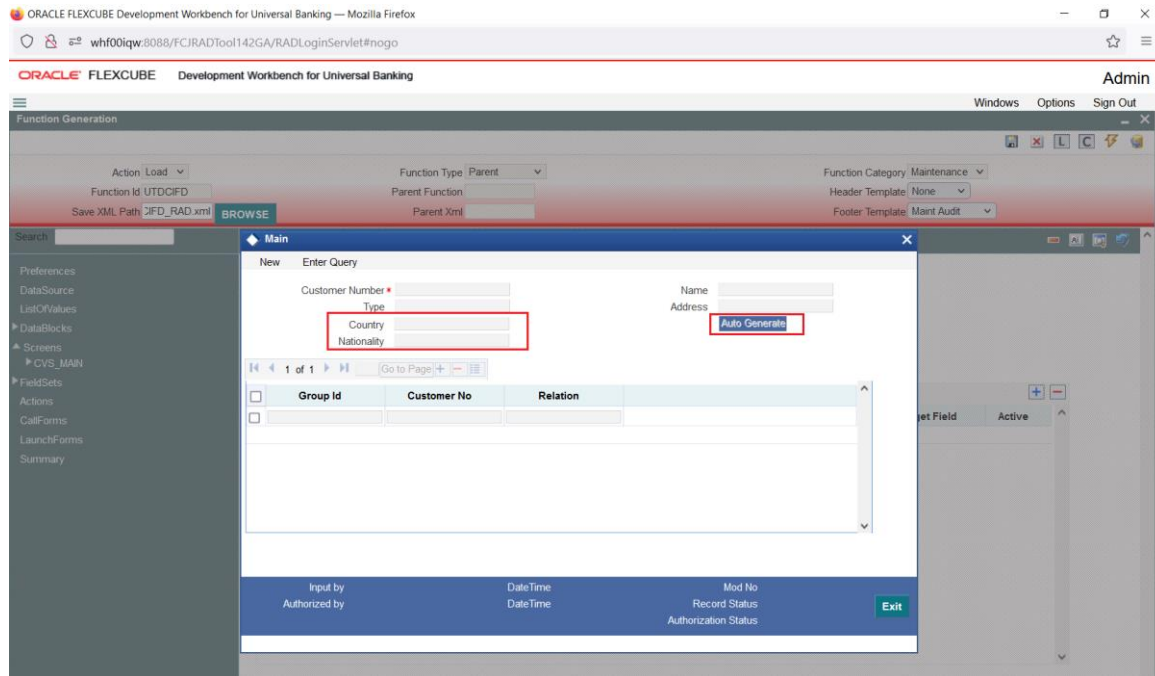 ORACLE FLEXCUBE Development Workbench for Universal Banking — Mozilla Firefox
whf00iqw:8088/FCJRADTool142GA/RADLoginServlet#nogo
ORACLE FLEXCUBE Development Workbench for Universal Banking Admin
Windows Options Sign Out
Function Generation
L C
Action Load Function Type Parent Function Category Maintenance
Function Id UTDCIFD Parent Function Header Template None
Save XML Path CIFD_RAD.xml BROWSE Parent Xml Footer Template Maint Audit
Search
Preferences
DataSource
ListOfValues
DataBlocks
Screens
CVS_MAIN
FieldSets
Actions
CallForms
LaunchForms
Summary
Main
New Enter Query
Customer Number * Name
Type Address
Country Auto Generate
Nationality
1 of 1 Go to Page
Group Id Customer No Relation
get Field Active
Input by DateTime Mod No
Authorized by DateTime Record Status
Authorization Status
Exit